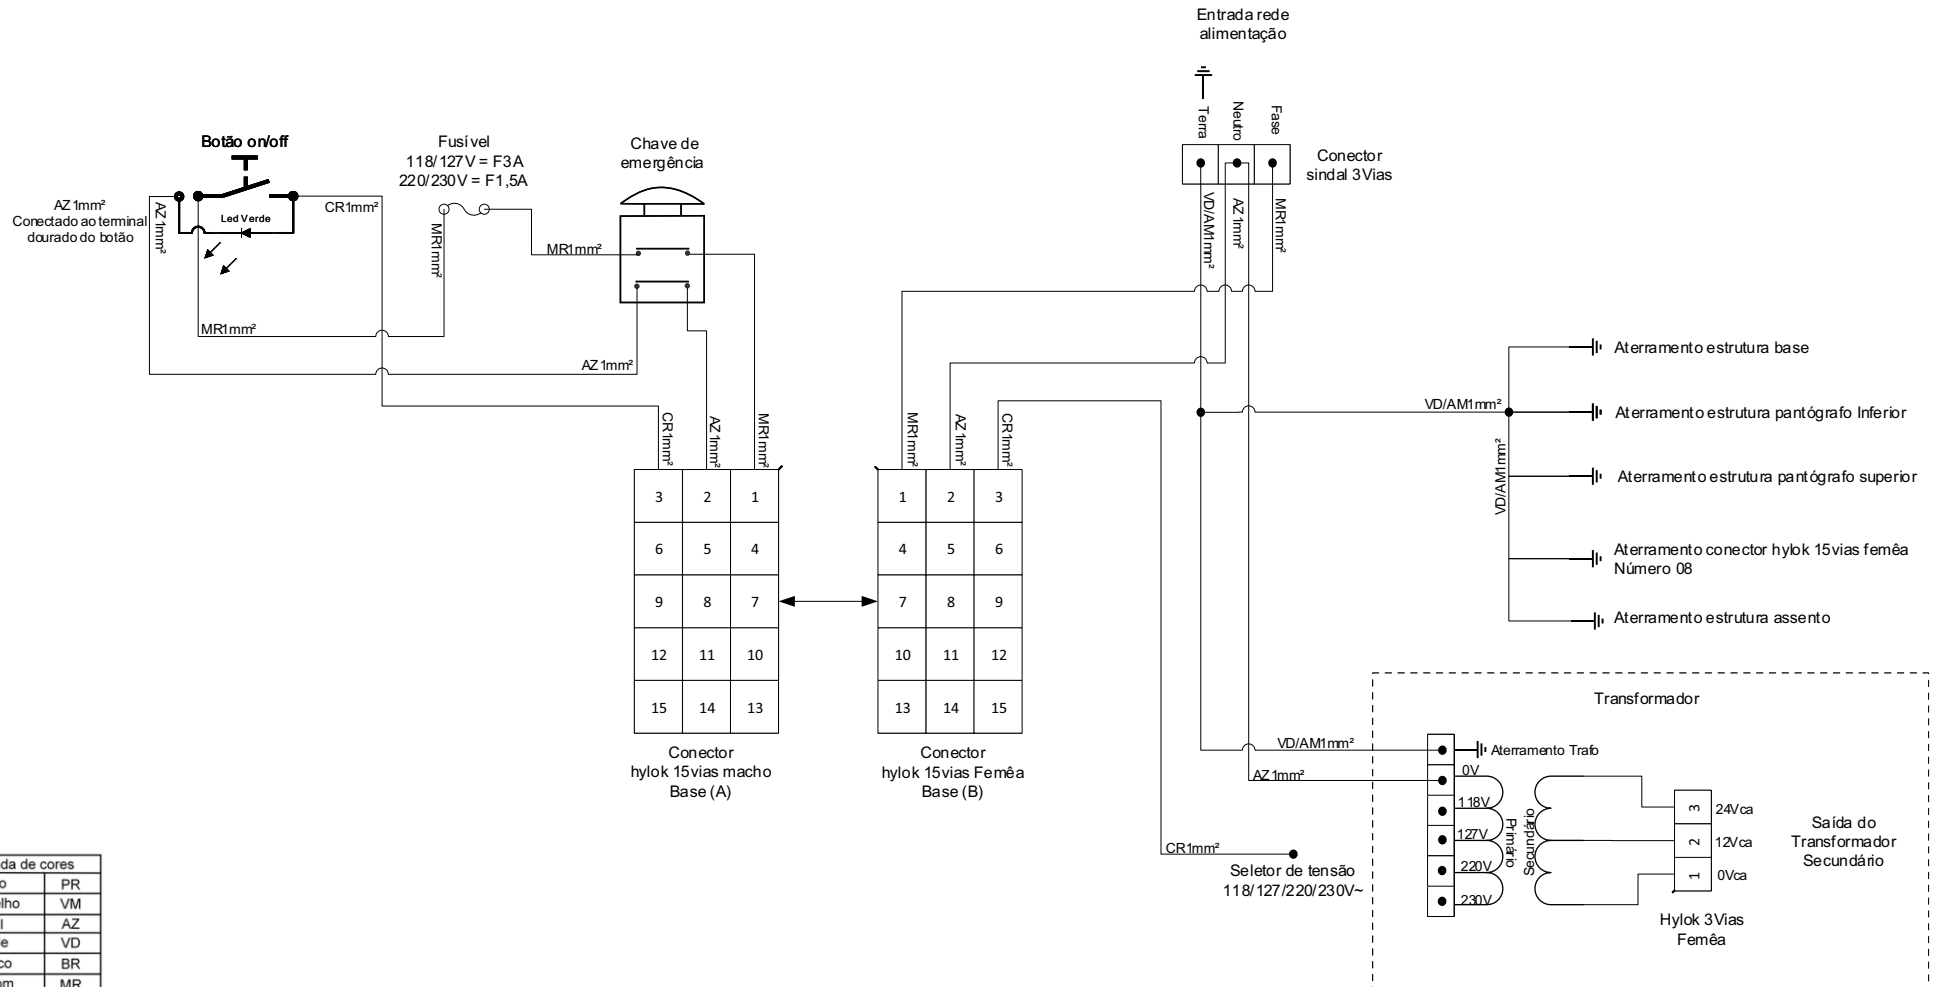 Entrada rede
alimentação
Terra
Neutro
Fase
Conector
sindal 3Vias
Botão on/off
Led Verde
AZ 1mm²
Conectado ao terminal
dourado do botão
AZ 1mm²
CR1mm²
MR1mm²
Fusível
118/127V = F3A
220/230V = F1,5A
MR1mm²
MR1mm²
Chave de
emergência
AZ 1mm²
CR1mm²
AZ 1mm²
MR1mm²
VD/AM1mm²
AZ 1mm²
MR1mm²
MR1mm²
AZ 1mm²
CR1mm²
3 2 1
6 5 4
9 8 7
12 11 10
15 14 13
Conector
hylok 15vias macho
Base (A)
1 2 3
4 5 6
7 8 9
10 11 12
13 14 15
Conector
hylok 15vias Femêa
Base (B)
VD/AM1mm²
VD/AM1mm²
Aterramento estrutura base
Aterramento estrutura pantógrafo Inferior
Aterramento estrutura pantógrafo superior
Aterramento conector hylok 15vias femêa
Número 08
Aterramento estrutura assento
Transformador
VD/AM1mm²
Aterramento Trafo
AZ 1mm²
0V
118V
127V
220V
230V
Primário
Secundário
3 24Vca
2 12Vca
1 0Vca
Saída do
Transformador
Secundário
Hylok 3Vias
Femêa
CR1mm²
Seletor de tensão
118/127/220/230V~
da de cores
PR
VM
AZ
VD
BR
MR